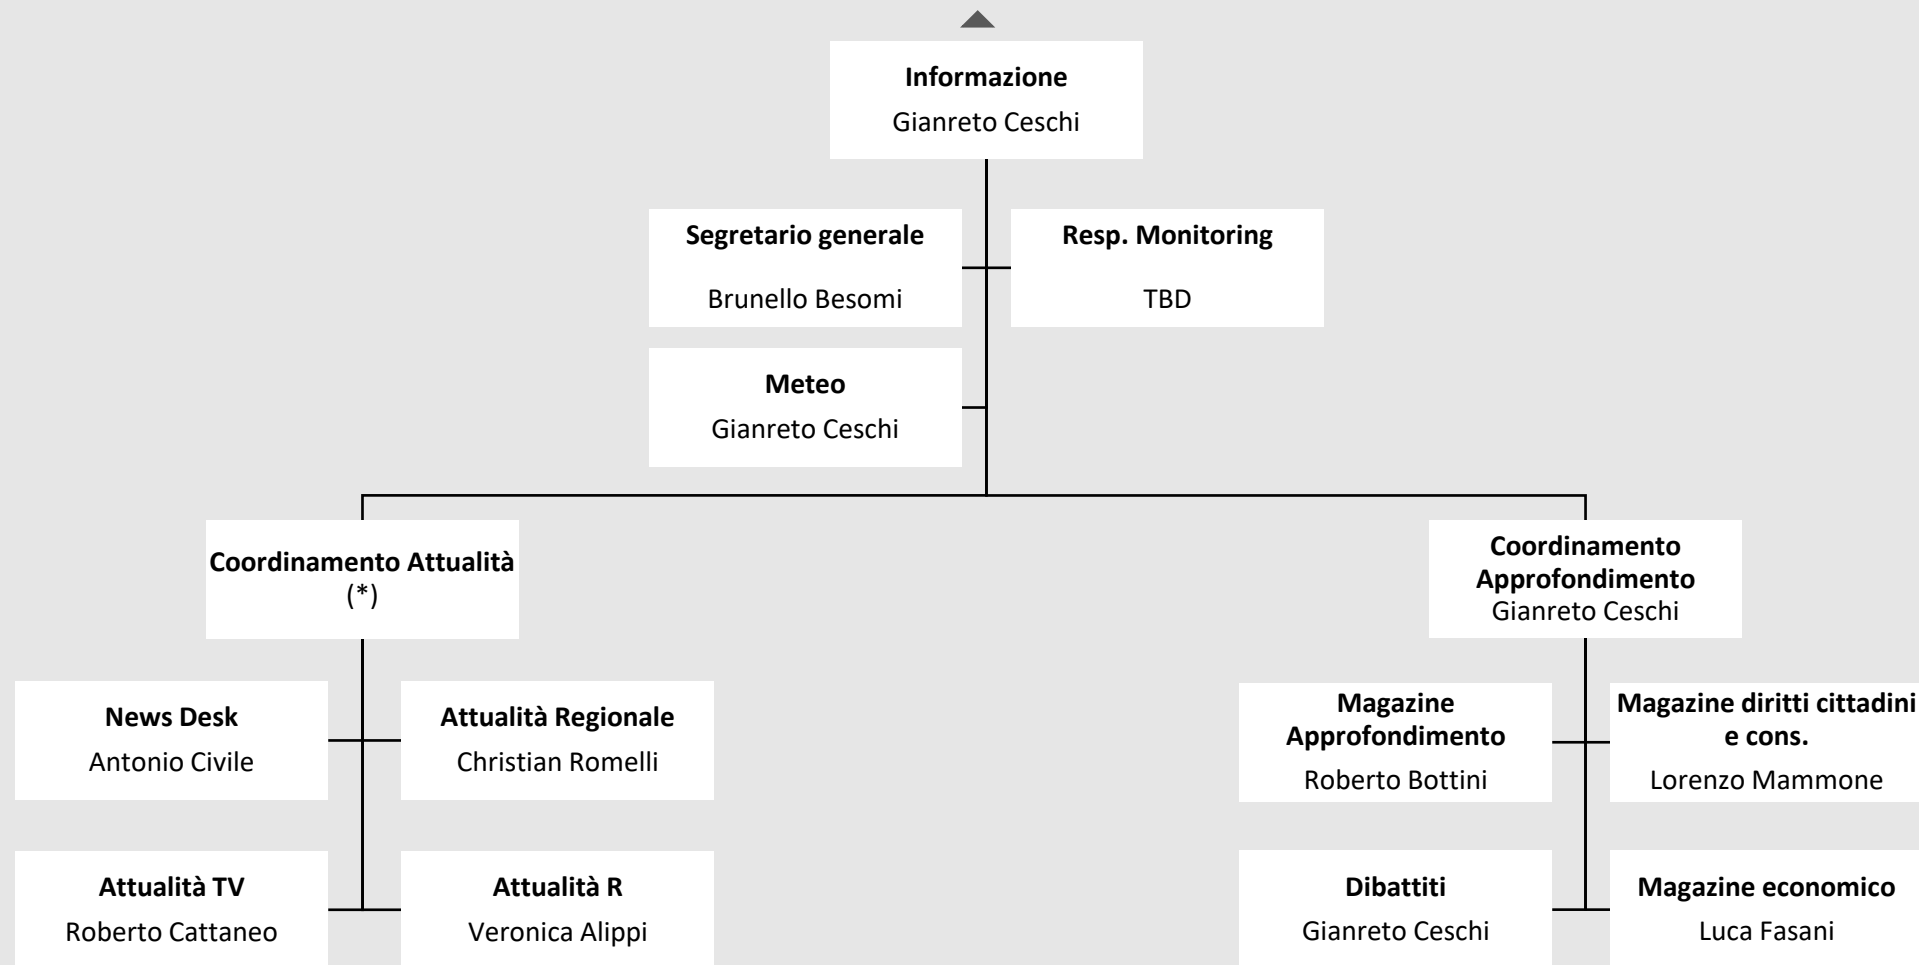 Informazione
Gianreto Ceschi
Segretario generale
Brunello Besomi
Resp. Monitoring
TBD
Meteo
Gianreto Ceschi
Coordinamento Attualità
(*)
Coordinamento
Approfondimento
Gianreto Ceschi
News Desk
Antonio Civile
Attualità Regionale
Christian Romelli
Magazine
Approfondimento
Roberto Bottini
Magazine diritti cittadini
e cons.
Lorenzo Mammone
Attualità TV
Roberto Cattaneo
Attualità R
Veronica Alippi
Dibattiti
Gianreto Ceschi
Magazine economico
Luca Fasani